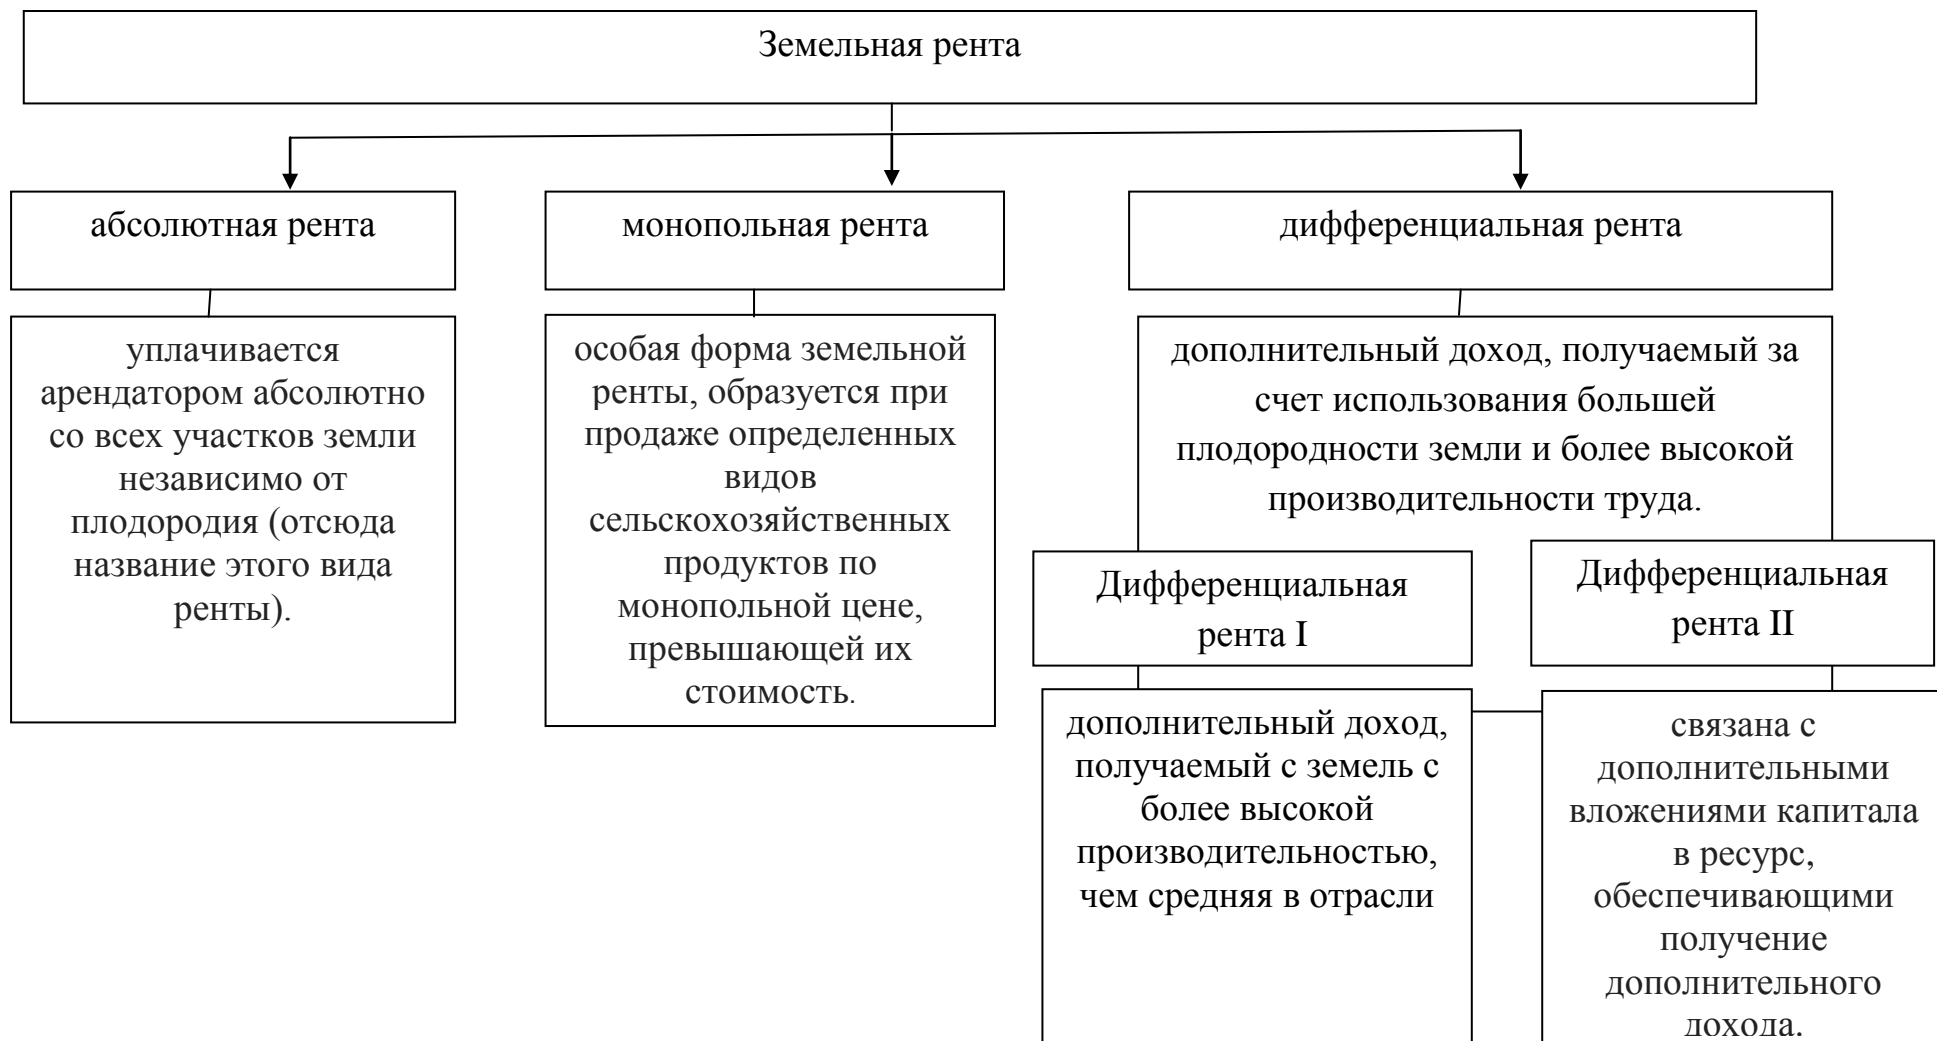 Земельная рента
абсолютная рента
монопольная рента
дифференциальная рента
уплачивается
арендатором абсолютно
со всех участков земли
независимо от
плодородия (отсюда
название этого вида
ренты).
особая форма земельной
ренты, образуется при
продаже определенных
видов
сельскохозяйственных
продуктов по
монопольной цене,
превышающей их
стоимость.
дополнительный доход, получаемый за
счет использования большей
плодородности земли и более высокой
производительности труда.
Дифференциальная
рента I
Дифференциальная
рента II
дополнительный доход,
получаемый с земель с
более высокой
производительностью,
чем средняя в отрасли
связана с
дополнительными
вложениями капитала
в ресурс,
обеспечивающими
получение
дополнительного
дохода.